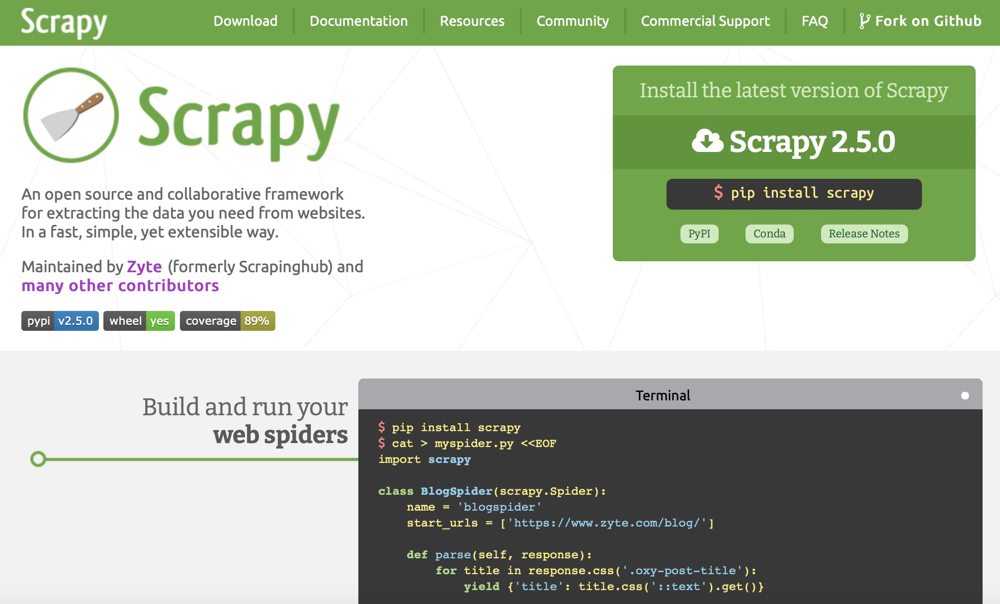 Scrapy
Download
Documentation
Resources
Community
Commercial Support
FAQ
Fork on Github
Scrapy
An open source and collaborative framework
for extracting the data you need from websites.
In a fast, simple, yet extensible way.
Maintained by Zyte (formerly Scrapinghub) and
many other contributors
pypi v2.5.0
wheel yes
coverage 89%
Install the latest version of Scrapy
Scrapy 2.5.0
$ pip install scrapy
PyPI
Conda
Release Notes
Build and run your
web spiders
Terminal
$ pip install scrapy
$ cat > myspider.py <<EOF
import scrapy
class BlogSpider(scrapy.Spider):
    name = 'blogspider'
    start_urls = ['https://www.zyte.com/blog/']
    def parse(self, response):
        for title in response.css('.oxy-post-title'):
            yield {'title': title.css('::text').get()}